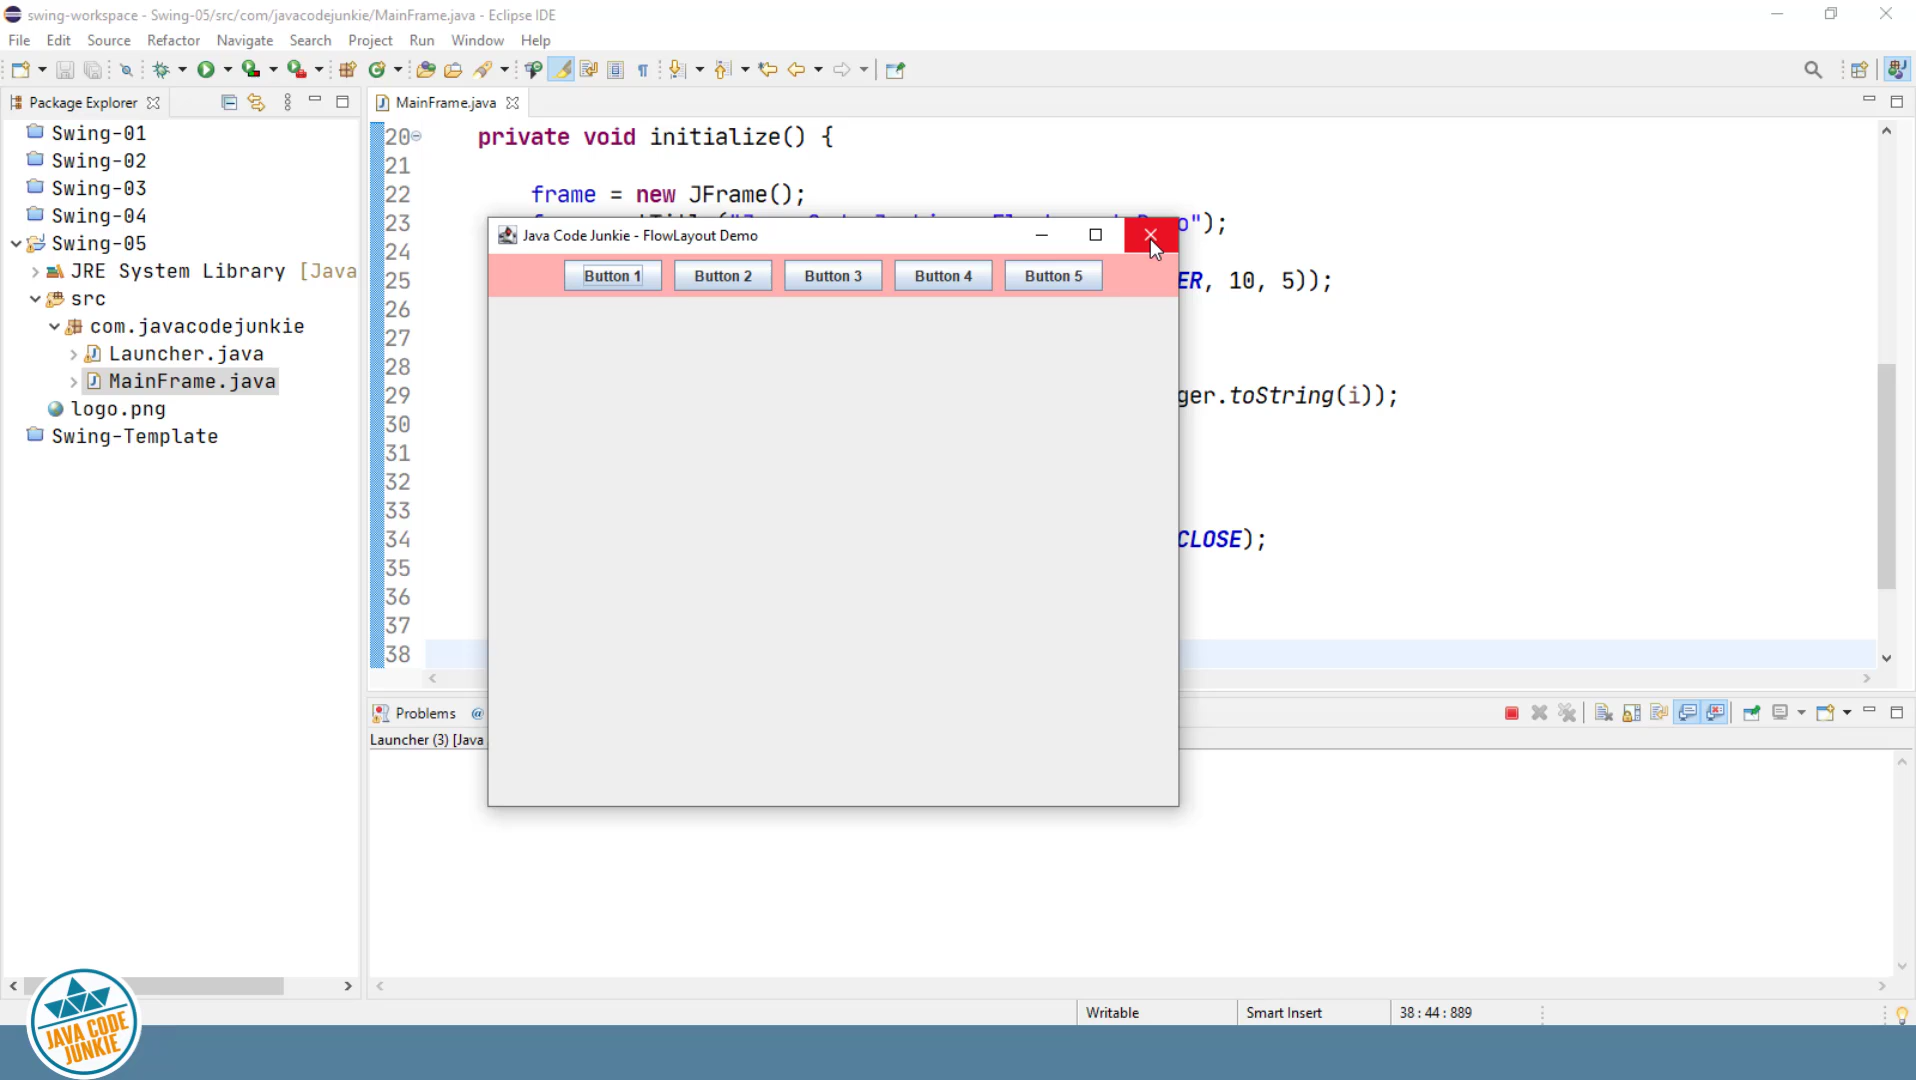 swing-workspace - Swing-05/src/com/javacodejunkie/MainFrame.java - Eclipse IDE
File Edit Source Refactor Navigate Search Project Run Window Help
Package Explorer
MainFrame.java
Swing-01
Swing-02
Swing-03
Swing-04
Swing-05
JRE System Library [Java
src
com.javacodejunkie
Launcher.java
MainFrame.java
logo.png
Swing-Template
20 private void initialize() {
21
22 frame = new JFrame();
23 o");
24
25 ER, 10, 5));
26
27
28
29 ger.toString(i));
30
31
32
33
34 CLOSE);
35
36
37
38
Java Code Junkie - FlowLayout Demo
Button 1 Button 2 Button 3 Button 4 Button 5
Problems @
Launcher (3) [Java
Writable Smart Insert 38 : 44 : 889
JAVA CODE
JUNKIE